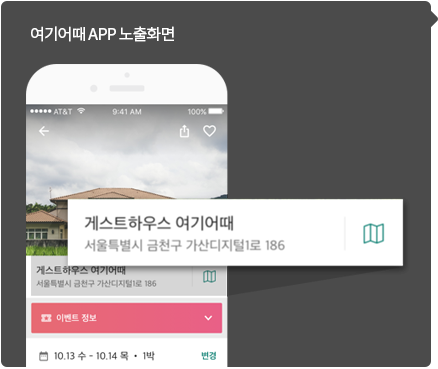 여기어때 APP 노출화면
AT&T 9:41 AM 100%
게스트하우스 여기어때
서울특별시 금천구 가산디지털1로 186
게스트하우스 여기어때
서울특별시 금천구 가산디지털1로 186
이벤트 정보
10.13 수 - 10.14 목 • 1박 변경